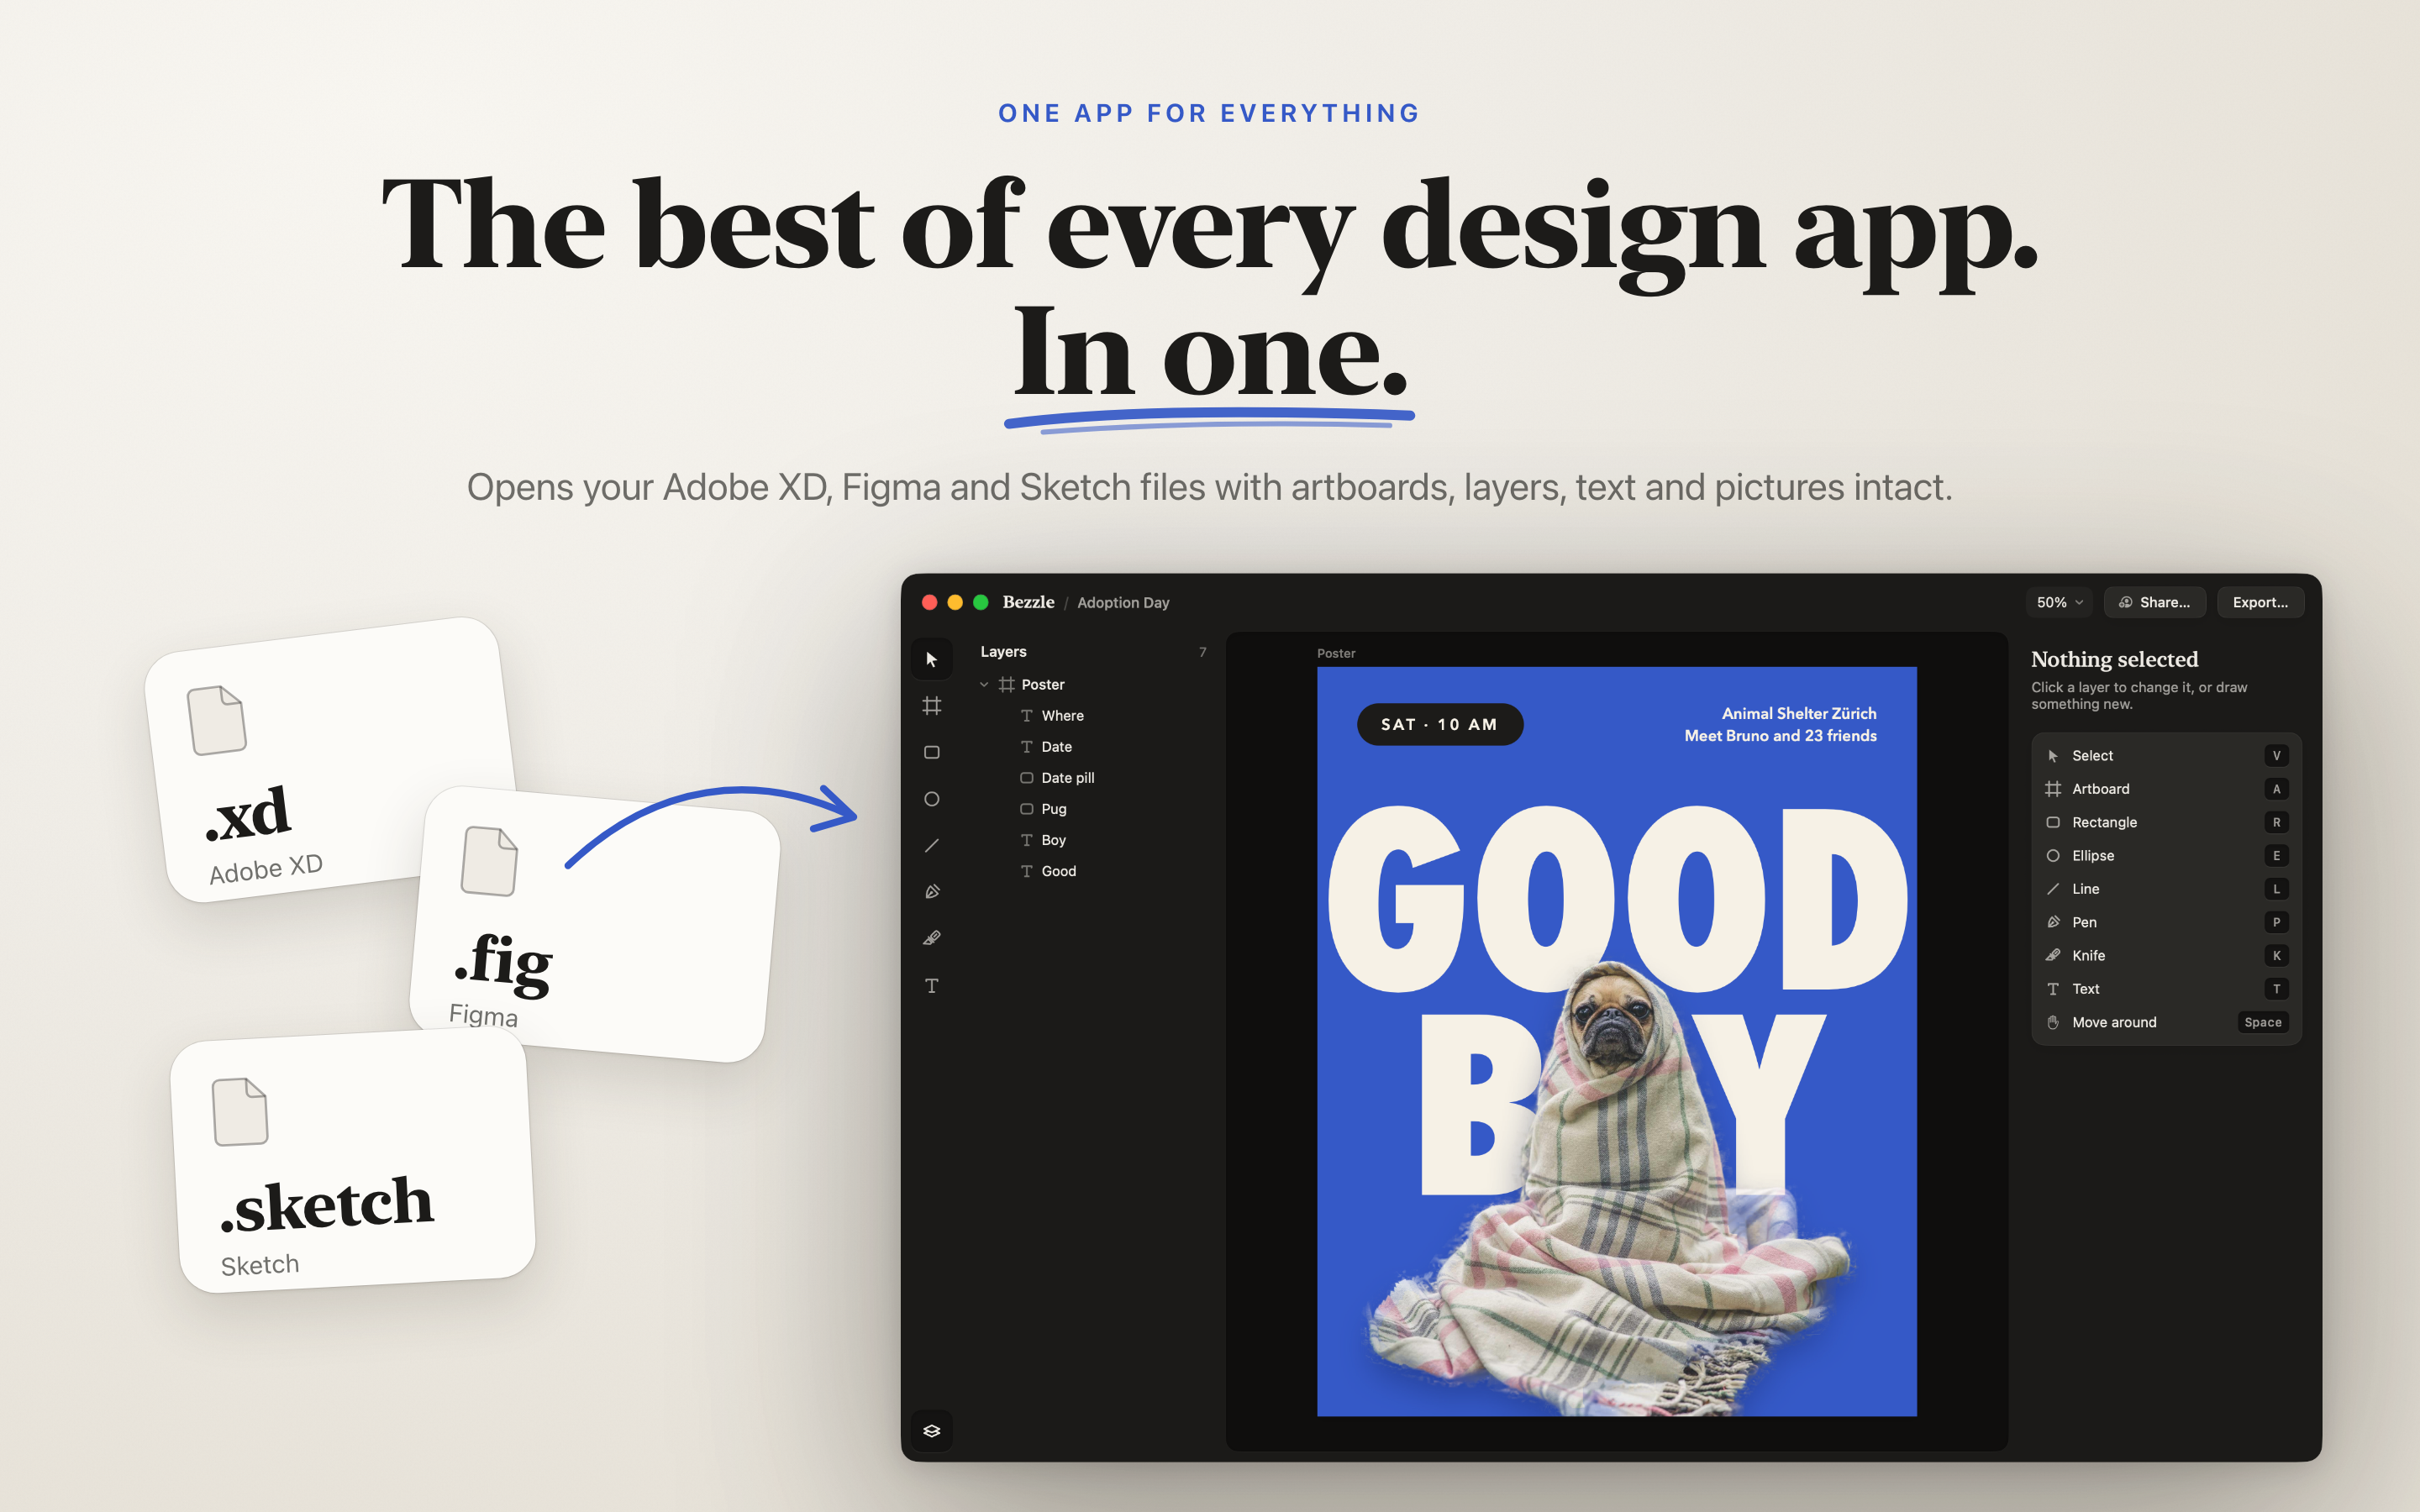 ONE APP FOR EVERYTHING
The best of every design app.
In one.
Opens your Adobe XD, Figma and Sketch files with artboards, layers, text and pictures intact.
.xd
Adobe XD
.fig
Figma
.sketch
Sketch
Bezzle / Adoption Day
50%
Share...
Export...
Layers 7
Poster
Where
Date
Date pill
Pug
Boy
Good
Poster
SAT · 10 AM
Animal Shelter Zürich
Meet Bruno and 23 friends
GOOD
B Y
Nothing selected
Click a layer to change it, or draw
something new.
Select V
Artboard A
Rectangle R
Ellipse E
Line L
Pen P
Knife K
Text T
Move around Space